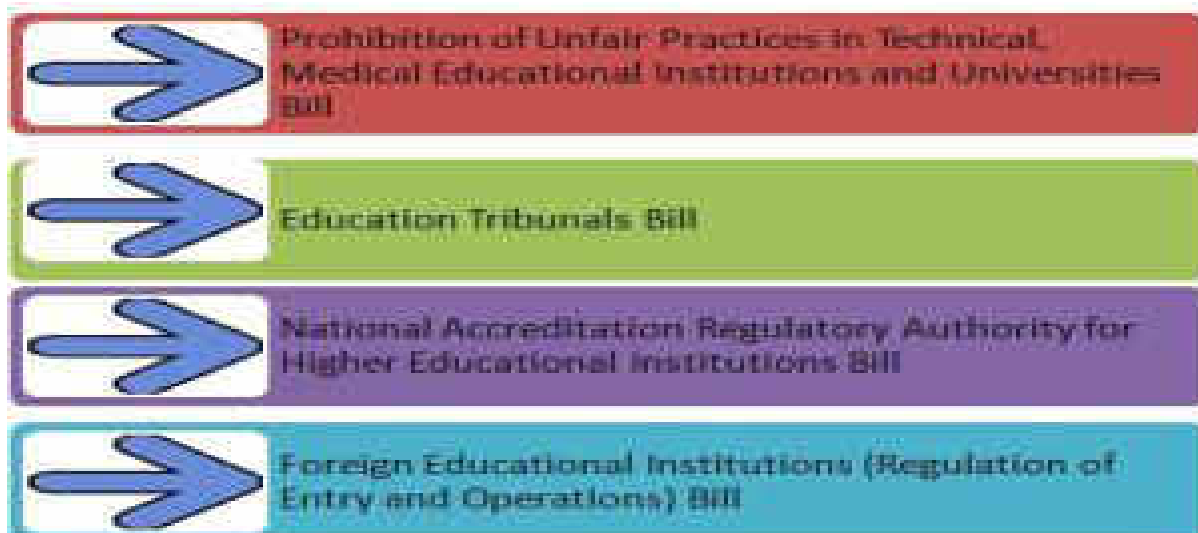 Prohibition of Unfair Practices in Technical,
Medical Educational Institutions and Universities
Bill
Education Tribunals Bill
National Accreditation Regulatory Authority for
Higher Educational Institutions Bill
Foreign Educational Institutions (Regulation of
Entry and Operations) Bill